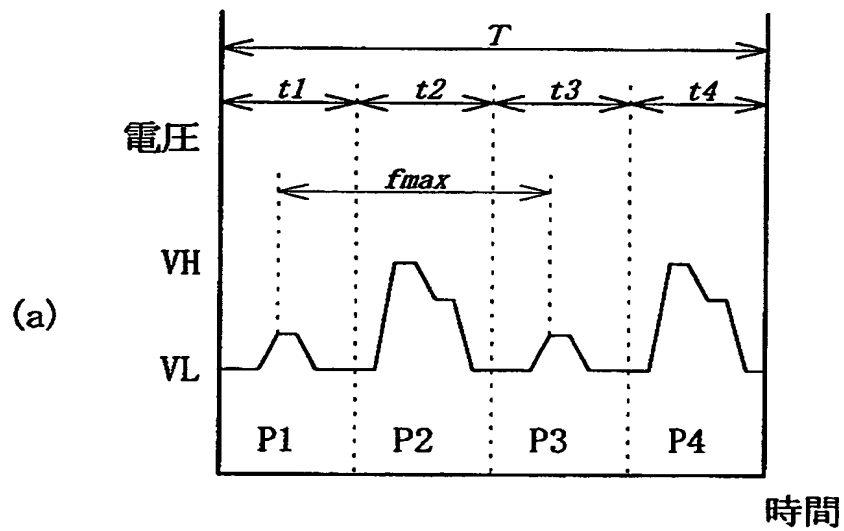 T
t1 t2 t3 t4
電圧
fmax
VH
(a)
VL
P1 P2 P3 P4
時間